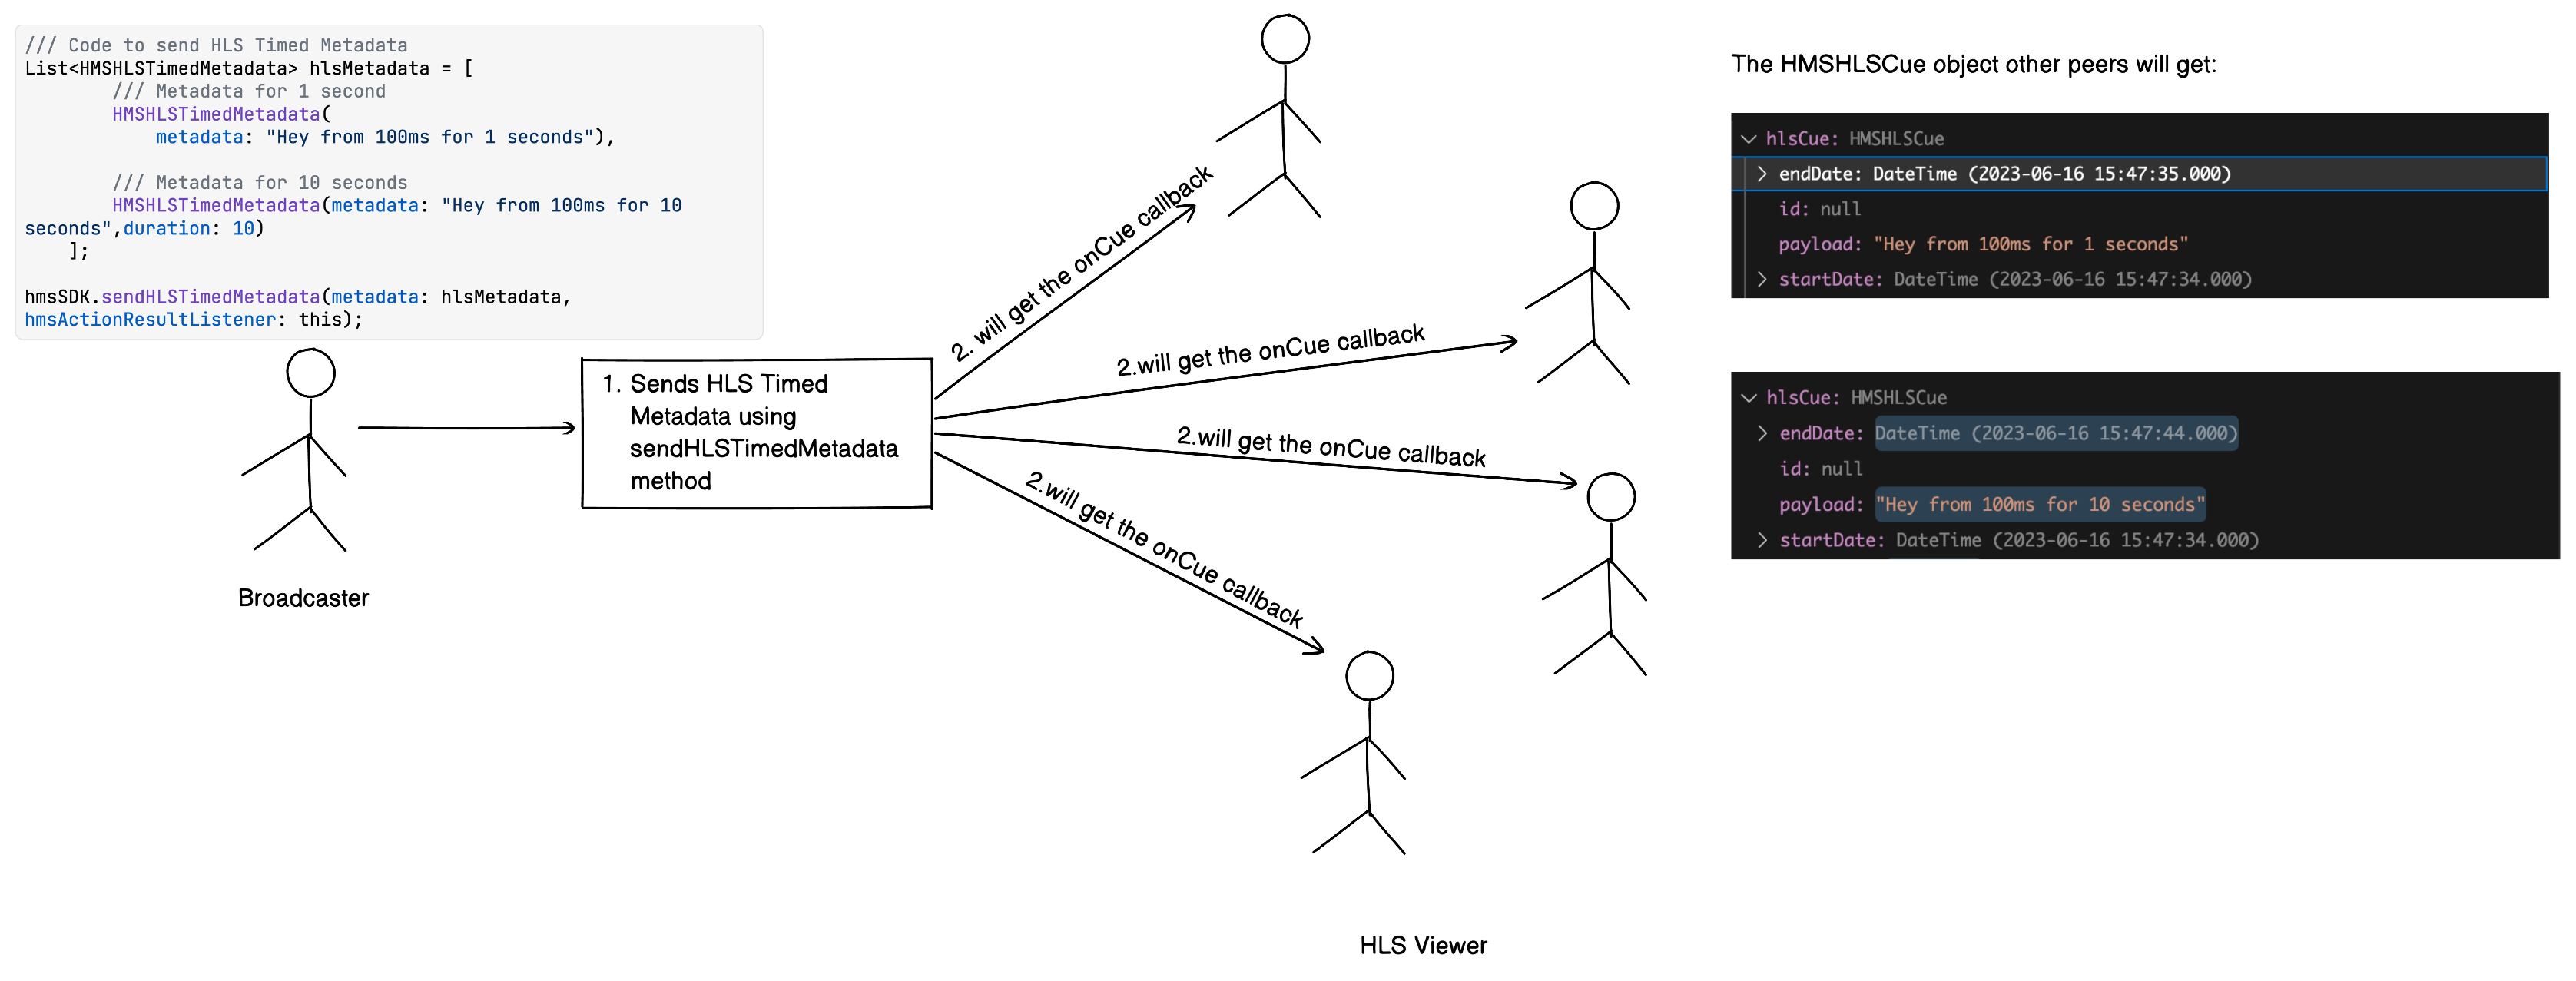 /// Code to send HLS Timed Metadata
List<HMSHLSTimedMetadata> hlsMetadata = [
/// Metadata for 1 second
HMSHLSTimedMetadata(
metadata: "Hey from 100ms for 1 seconds"),
/// Metadata for 10 seconds
HMSHLSTimedMetadata(metadata: "Hey from 100ms for 10
seconds",duration: 10)
];
hmsSDK.sendHLSTimedMetadata(metadata: hlsMetadata,
hmsActionResultListener: this);
Broadcaster
1. Sends HLS Timed
Metadata using
sendHLSTimedMetadata
method
2. will get the onCue callback
2.will get the onCue callback
2.will get the onCue callback
2.will get the onCue callback
HLS Viewer
The HMSHLSCue object other peers will get:
hlsCue: HMSHLSCue
endDate: DateTime (2023-06-16 15:47:35.000)
id: null
payload: "Hey from 100ms for 1 seconds"
startDate: DateTime (2023-06-16 15:47:34.000)
hlsCue: HMSHLSCue
endDate: DateTime (2023-06-16 15:47:44.000)
id: null
payload: "Hey from 100ms for 10 seconds"
startDate: DateTime (2023-06-16 15:47:34.000)